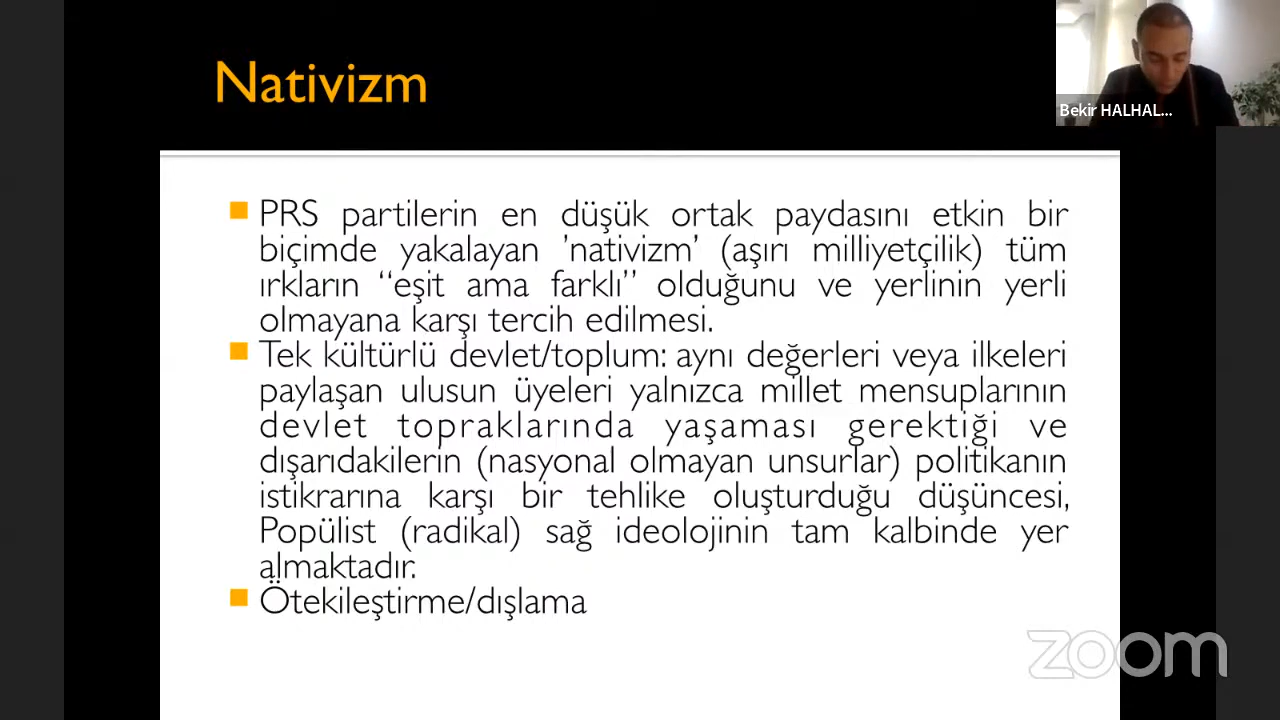 Nativizm
Bekir HALHAL...
PRS partilerin en düşük ortak paydasını etkin bir
biçimde yakalayan ’nativizm’ (aşırı milliyetçilik) tüm
ırkların “eşit ama farklı” olduğunu ve yerlinin yerli
olmayana karşı tercih edilmesi.
Tek kültürlü devlet/toplum: aynı değerleri veya ilkeleri
paylaşan ulusun üyeleri yalnızca millet mensuplarının
devlet topraklarında yaşaması gerektiği ve
dışarıdakilerin (nasyonal olmayan unsurlar) politikanın
istikrarına karşı bir tehlike oluşturduğu düşüncesi,
Popülist (radikal) sağ ideolojinin tam kalbinde yer
almaktadır.
Ötekileştirme/dışlama
zoom